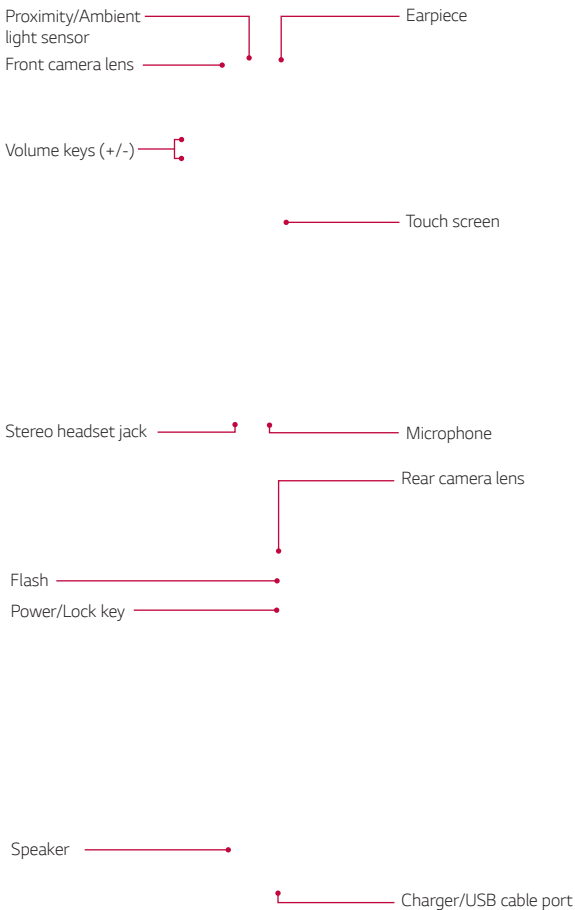 Proximity/Ambient
light sensor
Earpiece
Front camera lens
Volume keys (+/-)
Touch screen
Stereo headset jack
Microphone
Rear camera lens
Flash
Power/Lock key
Speaker
Charger/USB cable port